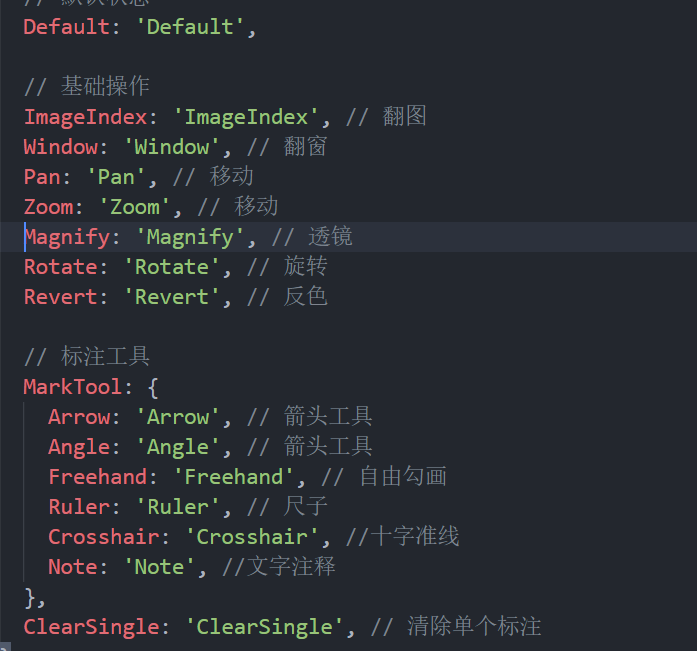 // 默认状态
Default: 'Default',
// 基础操作
ImageIndex: 'ImageIndex', // 翻图
Window: 'Window', // 翻窗
Pan: 'Pan', // 移动
Zoom: 'Zoom', // 移动
Magnify: 'Magnify', // 透镜
Rotate: 'Rotate', // 旋转
Revert: 'Revert', // 反色
// 标注工具
MarkTool: {
Arrow: 'Arrow', // 箭头工具
Angle: 'Angle', // 箭头工具
Freehand: 'Freehand', // 自由勾画
Ruler: 'Ruler', // 尺子
Crosshair: 'Crosshair', //十字准线
Note: 'Note', //文字注释
},
ClearSingle: 'ClearSingle', // 清除单个标注